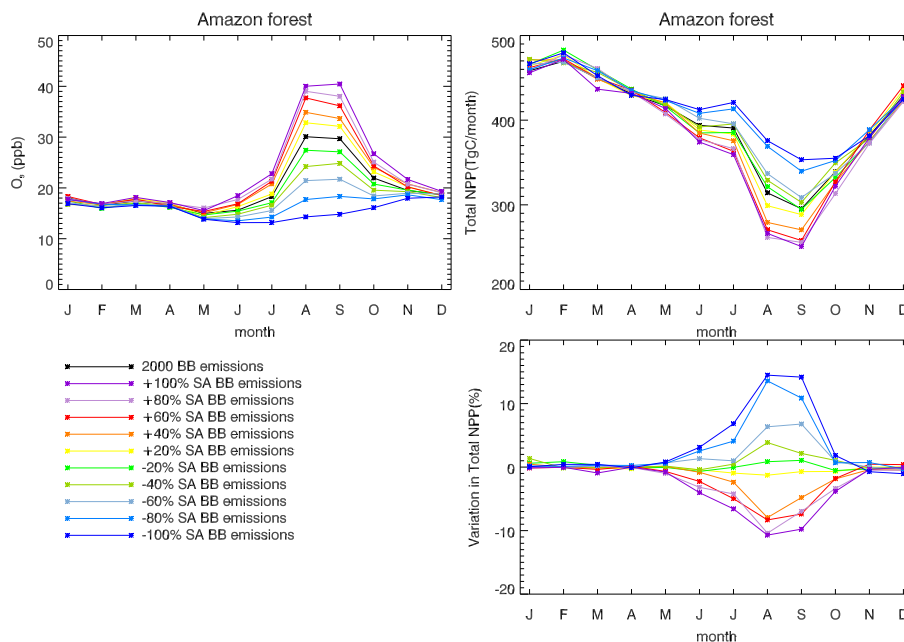 Amazon forest
50
40
30
20
10
0
O₃ (ppb)
J F M A M J J A S O N D
month
Amazon forest
500
400
300
200
Total NPP(TgC/month)
J F M A M J J A S O N D
month
2000 BB emissions
+100% SA BB emissions
+80% SA BB emissions
+60% SA BB emissions
+40% SA BB emissions
+20% SA BB emissions
-20% SA BB emissions
-40% SA BB emissions
-60% SA BB emissions
-80% SA BB emissions
-100% SA BB emissions
20
10
0
-10
-20
Variation in Total NPP(%)
J F M A M J J A S O N D
month